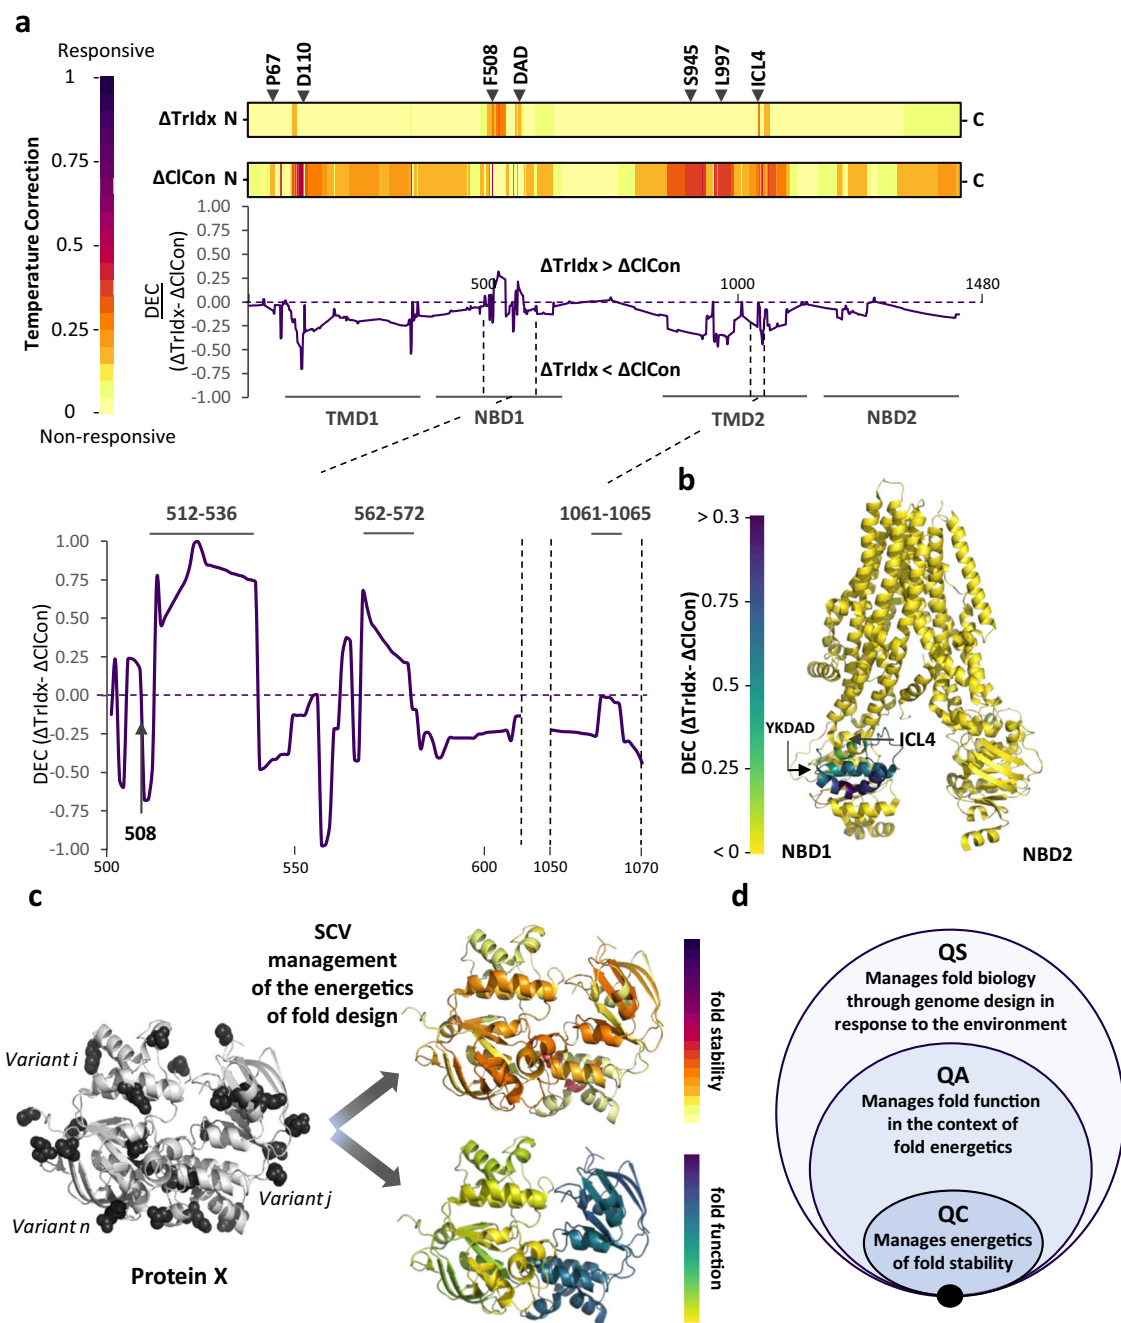 a
Responsive
1
0.75
0.5
0.25
0
Non-responsive
Temperature Correction
P67
D110
F508
DAD
S945
L997
ICL4
ΔTrIdx N
C
ΔClCon N
C
1.00
0.75
0.50
0.25
0.00
-0.25
-0.50
-0.75
-1.00
DEC
(ΔTrIdx- ΔClCon)
ΔTrIdx > ΔClCon
500
1000
1480
ΔTrIdx < ΔClCon
TMD1
NBD1
TMD2
NBD2
512-536
562-572
1061-1065
1.00
0.75
0.50
0.25
0.00
-0.25
-0.50
-0.75
-1.00
DEC (ΔTrIdx- ΔClCon)
508
500
550
600
1050
1070
b
> 0.3
0.75
0.5
0.25
< 0
DEC (ΔTrIdx- ΔClCon)
YKDAD
ICL4
NBD1
NBD2
c
SCV
management
of the energetics
of fold design
Variant i
Variant j
Variant n
Protein X
fold stability
fold function
d
QS
Manages fold biology
through genome design in
response to the environment
QA
Manages fold function
in the context of
fold energetics
QC
Manages energetics
of fold stability